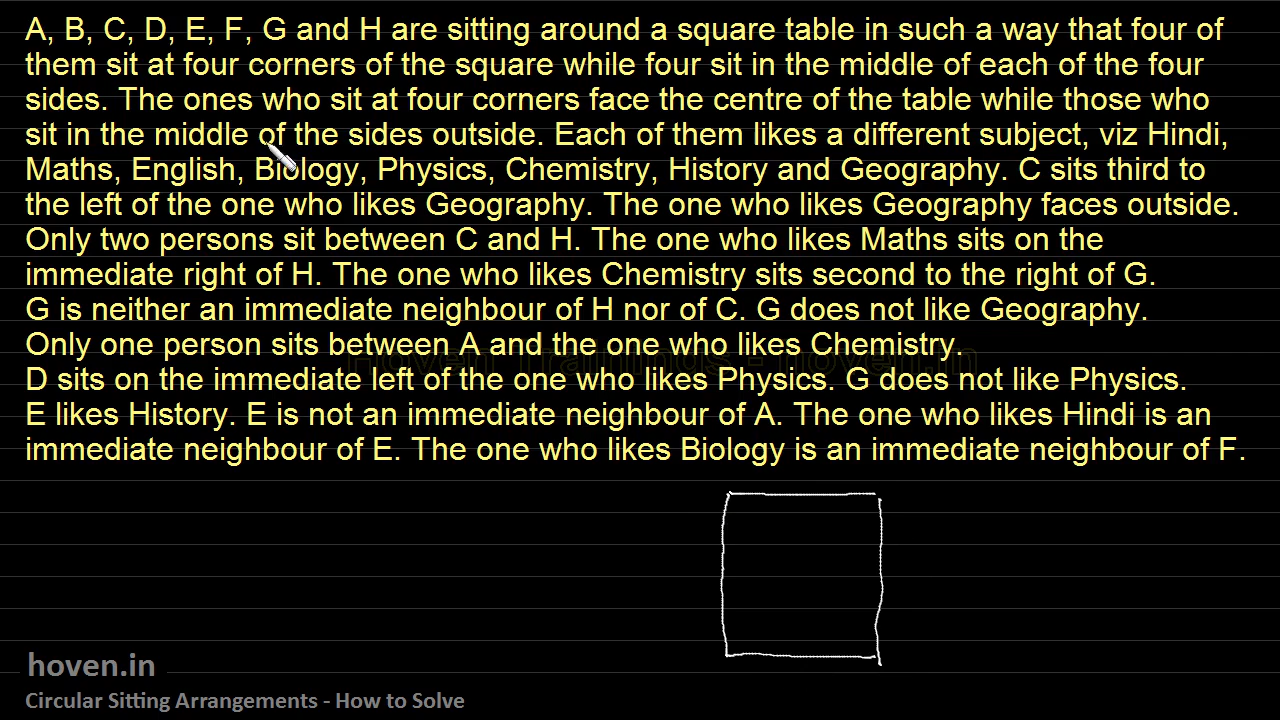 A, B, C, D, E, F, G and H are sitting around a square table in such a way that four of
them sit at four corners of the square while four sit in the middle of each of the four
sides. The ones who sit at four corners face the centre of the table while those who
sit in the middle of the sides outside. Each of them likes a different subject, viz Hindi,
Maths, English, Biology, Physics, Chemistry, History and Geography. C sits third to
the left of the one who likes Geography. The one who likes Geography faces outside.
Only two persons sit between C and H. The one who likes Maths sits on the
immediate right of H. The one who likes Chemistry sits second to the right of G.
G is neither an immediate neighbour of H nor of C. G does not like Geography.
Only one person sits between A and the one who likes Chemistry.
Hoven Trainings - hoven.in
D sits on the immediate left of the one who likes Physics. G does not like Physics.
E likes History. E is not an immediate neighbour of A. The one who likes Hindi is an
immediate neighbour of E. The one who likes Biology is an immediate neighbour of F.
hoven.in
Circular Sitting Arrangements - How to Solve